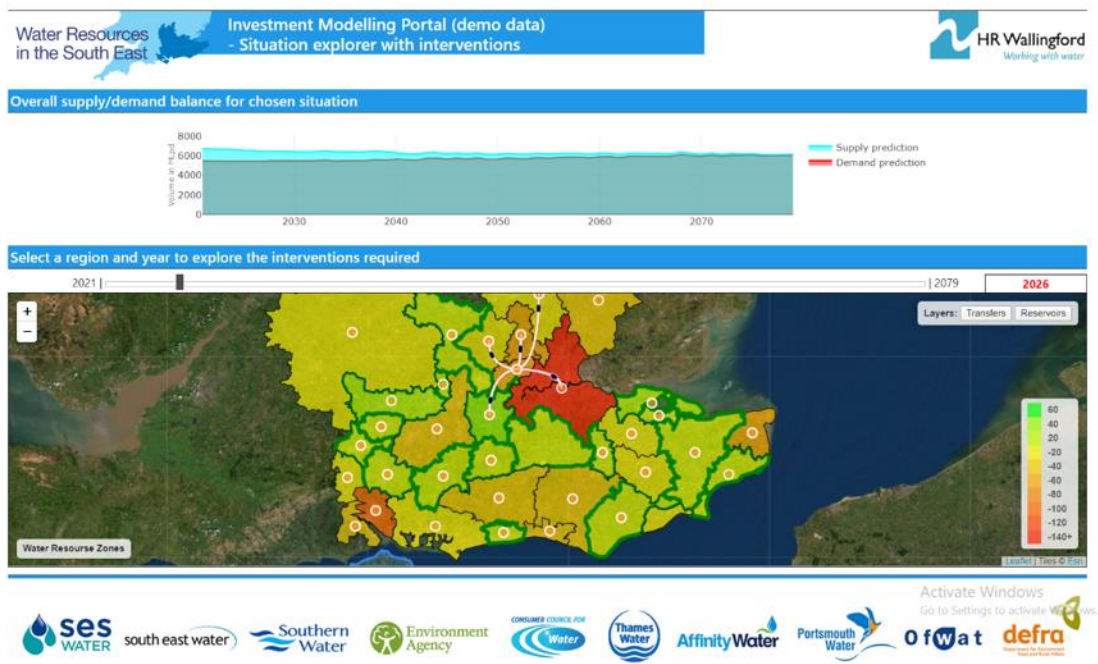 Water Resources
in the South East
Investment Modelling Portal (demo data)
- Situation explorer with interventions
HR Wallingford
Working with water
Overall supply/demand balance for chosen situation
8000
6000
4000
2000
0
Volume in MLpd
2030
2040
2050
2060
2070
Supply prediction
Demand prediction
Select a region and year to explore the interventions required
2021
2079
2026
+
−
Layers: Transfers Reservoirs
60
40
20
-20
-40
-60
-80
-100
-120
-140+
Water Resourse Zones
Leaflet | Tiles © Esri
Activate Windows
Go to Settings to activate Windows.
ses
WATER
south east water
Southern
Water
Environment
Agency
CONSUMER COUNCIL FOR
Water
Thames
Water
AffinityWater
Portsmouth
Water
Ofwat
defra